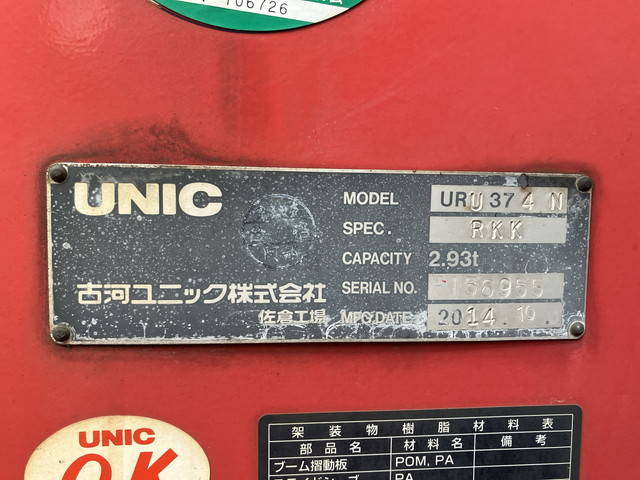 106726
UNIC
MODEL URU374N
SPEC. RKK
CAPACITY 2.93t
SERIAL NO.
古河ユニック株式会社
佐倉工場 MFG.DATE 2014.10.
UNIC
O.K
架装物樹脂材料表
部品名 材料名 備考
ブーム摺動板 POM, PA
PA